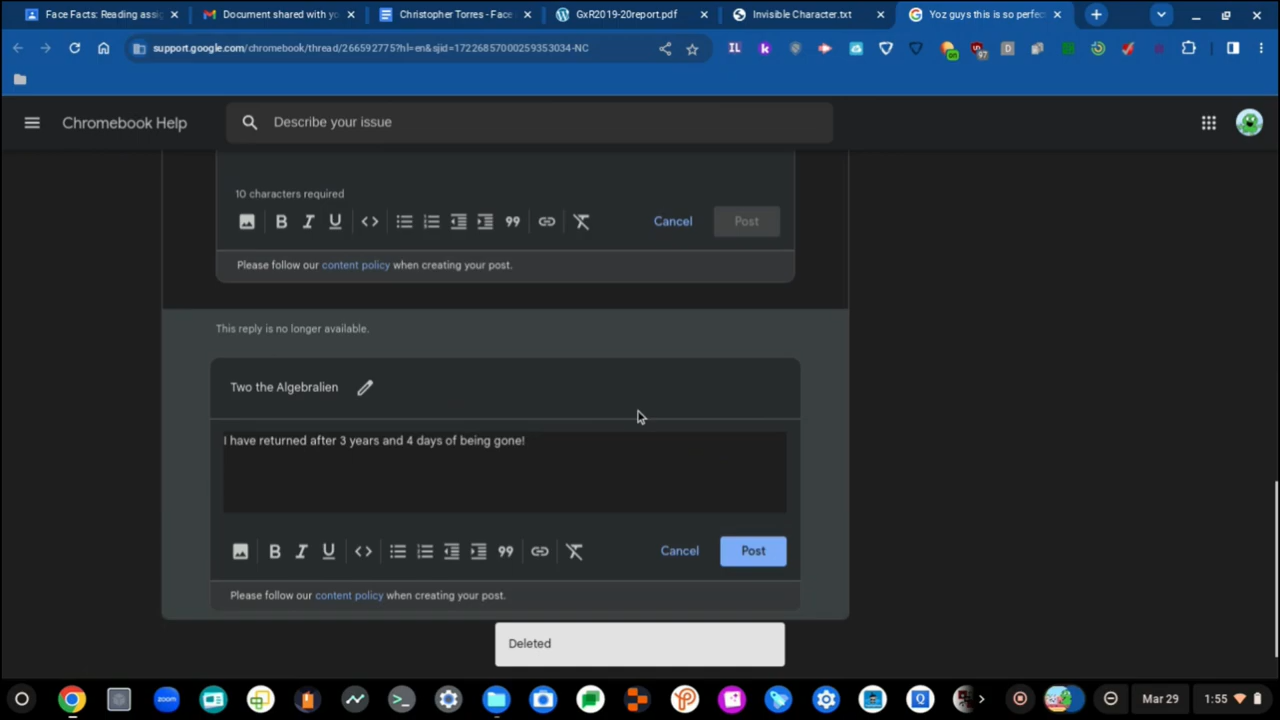 Face Facts: Reading assig
Document shared with yo
Christopher Torres - Face
GxR2019-20report.pdf
Invisible Character.txt
Yoz guys this is so perfec
support.google.com/chromebook/thread/266592775?hl=en&sjid=17226857000259353034-NC
Chromebook Help
Describe your issue
10 characters required
Cancel
Post
Please follow our content policy when creating your post.
This reply is no longer available.
Two the Algebralien
I have returned after 3 years and 4 days of being gone!
Cancel
Post
Please follow our content policy when creating your post.
Deleted
zoom
Mar 29
1:55